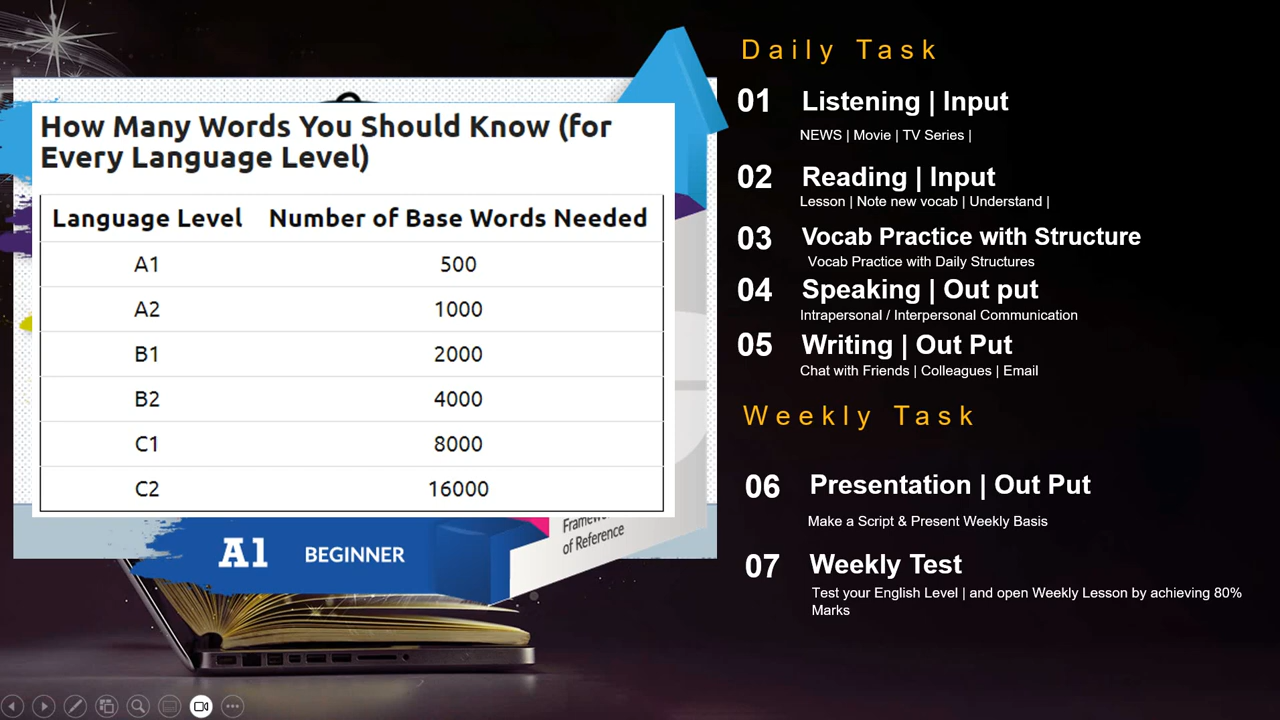 How Many Words You Should Know (for
Every Language Level)
Language Level Number of Base Words Needed
A1 500
A2 1000
B1 2000
B2 4000
C1 8000
C2 16000
of Reference
A1 BEGINNER
Daily Task
01 Listening | Input
NEWS | Movie | TV Series |
02 Reading | Input
Lesson | Note new vocab | Understand |
03 Vocab Practice with Structure
Vocab Practice with Daily Structures
04 Speaking | Out put
Intrapersonal / Interpersonal Communication
05 Writing | Out Put
Chat with Friends | Colleagues | Email
Weekly Task
06 Presentation | Out Put
Make a Script & Present Weekly Basis
07 Weekly Test
Test your English Level | and open Weekly Lesson by achieving 80%
Marks